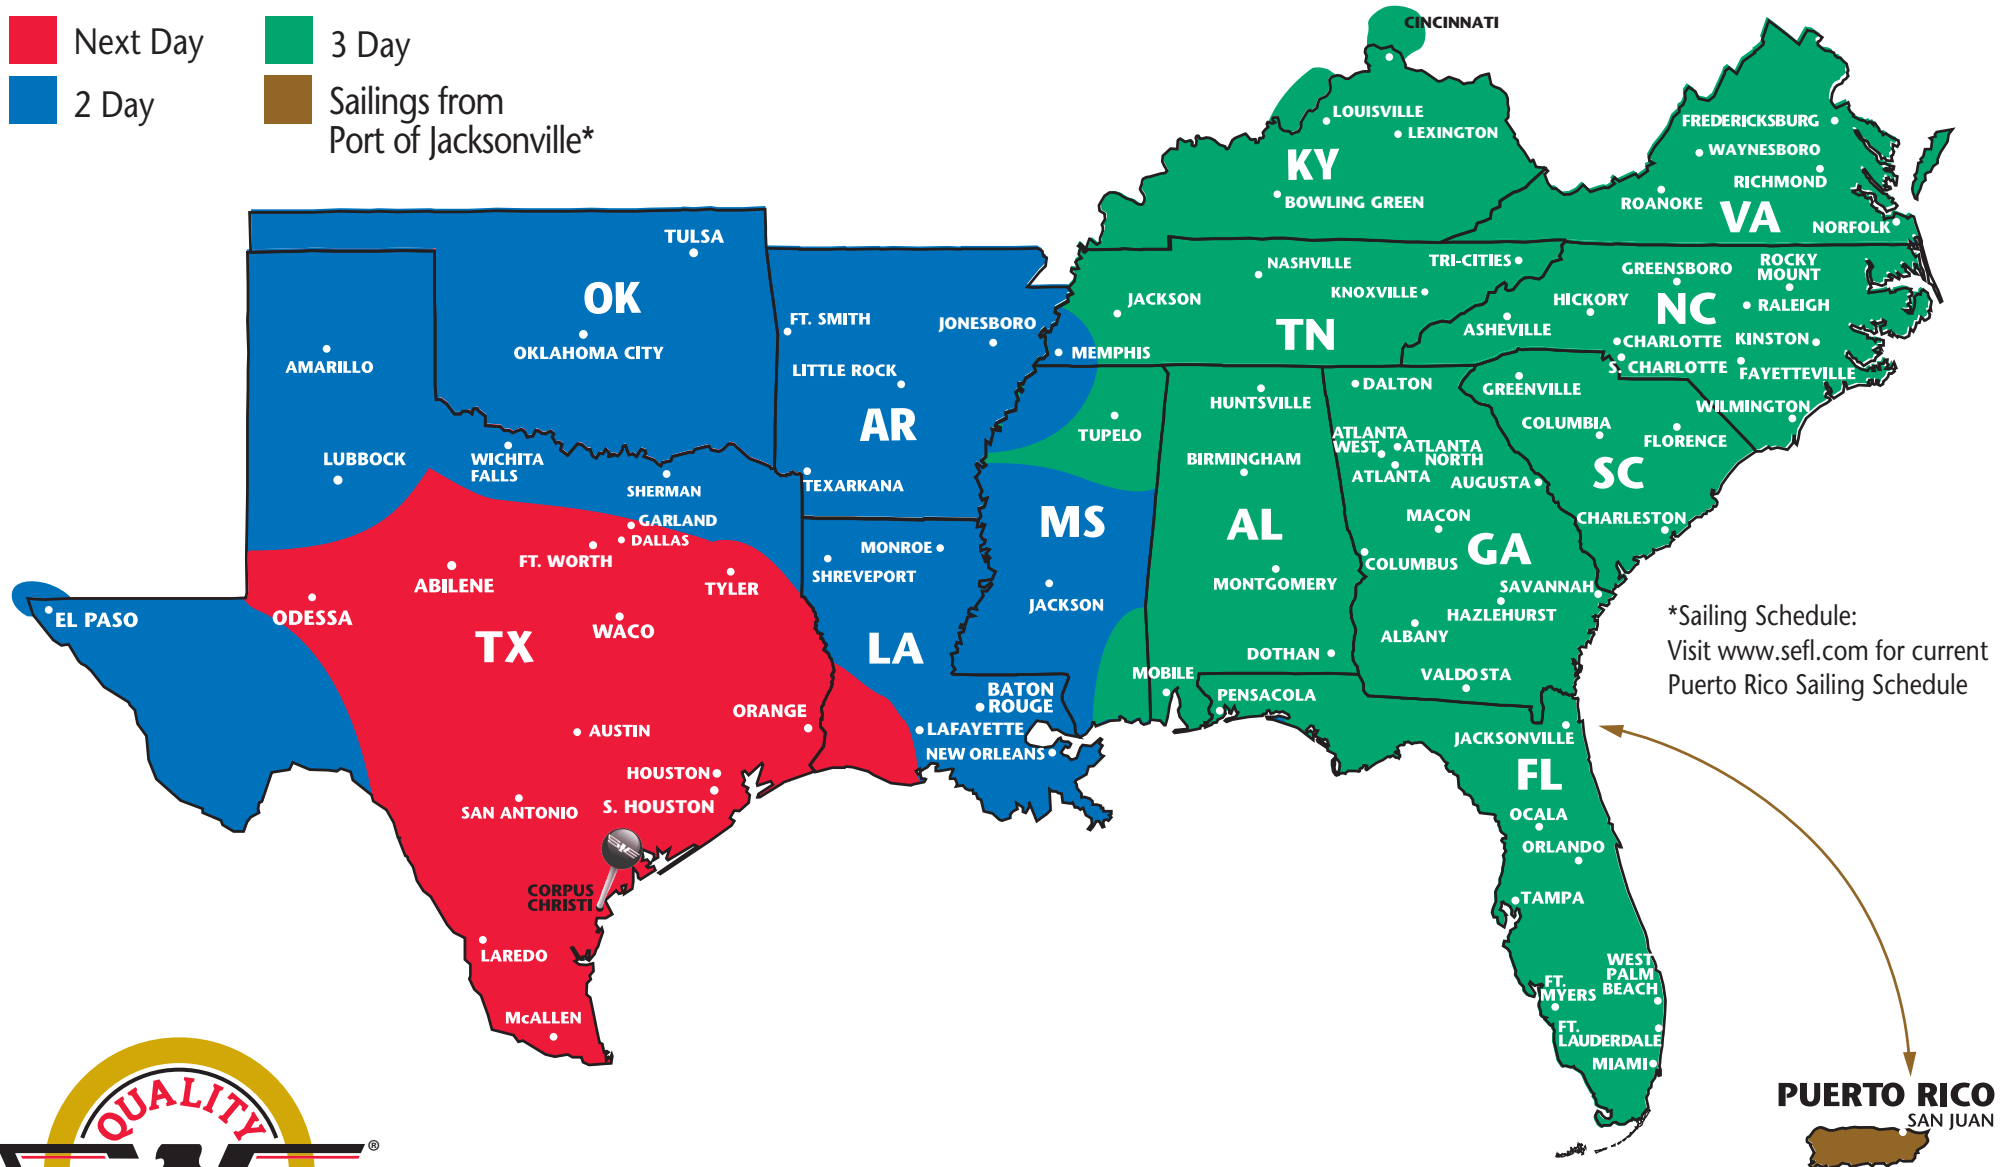 Next Day
3 Day
2 Day
Sailings from
Port of Jacksonville*
CINCINNATI
LOUISVILLE
LEXINGTON
KY
BOWLING GREEN
FREDERICKSBURG
WAYNESBORO
RICHMOND
ROANOKE
VA
NORFOLK
TULSA
OK
OKLAHOMA CITY
AMARILLO
LUBBOCK
WICHITA
FALLS
SHERMAN
GARLAND
DALLAS
FT. WORTH
ABILENE
TYLER
ODESSA
EL PASO
WACO
TX
ORANGE
AUSTIN
HOUSTON
S. HOUSTON
SAN ANTONIO
CORPUS
CHRISTI
LAREDO
McALLEN
FT. SMITH
JONESBORO
LITTLE ROCK
AR
TEXARKANA
MONROE
SHREVEPORT
LA
BATON
ROUGE
LAFAYETTE
NEW ORLEANS
MEMPHIS
TUPELO
MS
JACKSON
NASHVILLE
TRI-CITIES
KNOXVILLE
JACKSON
TN
GREENSBORO
ROCKY
MOUNT
HICKORY
NC
RALEIGH
ASHEVILLE
CHARLOTTE
KINSTON
S. CHARLOTTE
FAYETTEVILLE
WILMINGTON
GREENVILLE
COLUMBIA
FLORENCE
SC
CHARLESTON
HUNTSVILLE
BIRMINGHAM
AL
MONTGOMERY
DOTHAN
MOBILE
DALTON
ATLANTA
WEST
ATLANTA
NORTH
ATLANTA
AUGUSTA
MACON
GA
COLUMBUS
SAVANNAH
HAZLEHURST
ALBANY
VALDOSTA
PENSACOLA
JACKSONVILLE
FL
OCALA
ORLANDO
TAMPA
WEST
PALM
BEACH
FT.
MYERS
FT.
LAUDERDALE
MIAMI
*Sailing Schedule:
Visit www.sefl.com for current
Puerto Rico Sailing Schedule
PUERTO RICO
SAN JUAN
QUALITY
®